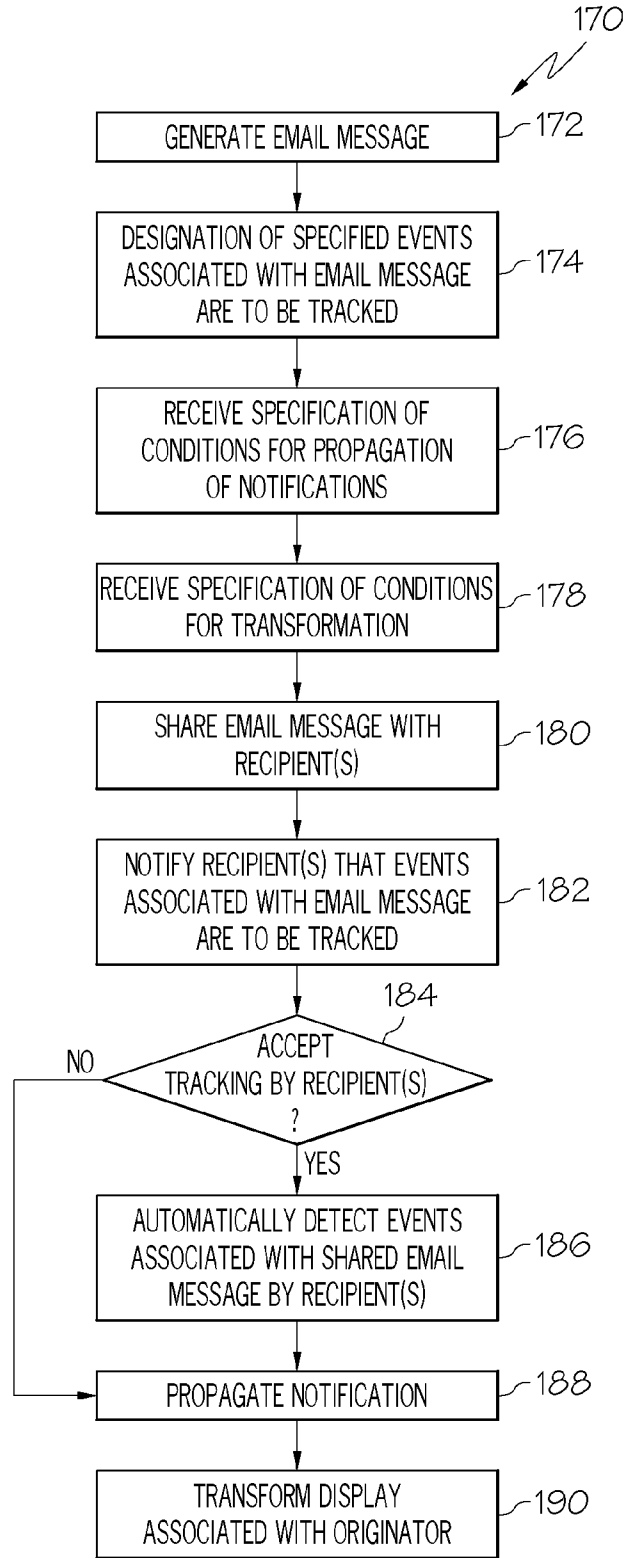 170
GENERATE EMAIL MESSAGE
172
DESIGNATION OF SPECIFIED EVENTS
ASSOCIATED WITH EMAIL MESSAGE
ARE TO BE TRACKED
174
RECEIVE SPECIFICATION OF
CONDITIONS FOR PROPAGATION
OF NOTIFICATIONS
176
RECEIVE SPECIFICATION OF CONDITIONS
FOR TRANSFORMATION
178
SHARE EMAIL MESSAGE WITH
RECIPIENT(S)
180
NOTIFY RECIPIENT(S) THAT EVENTS
ASSOCIATED WITH EMAIL MESSAGE
ARE TO BE TRACKED
182
184
ACCEPT
TRACKING BY RECIPIENT(S)
?
NO
YES
AUTOMATICALLY DETECT EVENTS
ASSOCIATED WITH SHARED EMAIL
MESSAGE BY RECIPIENT(S)
186
PROPAGATE NOTIFICATION
188
TRANSFORM DISPLAY
ASSOCIATED WITH ORIGINATOR
190